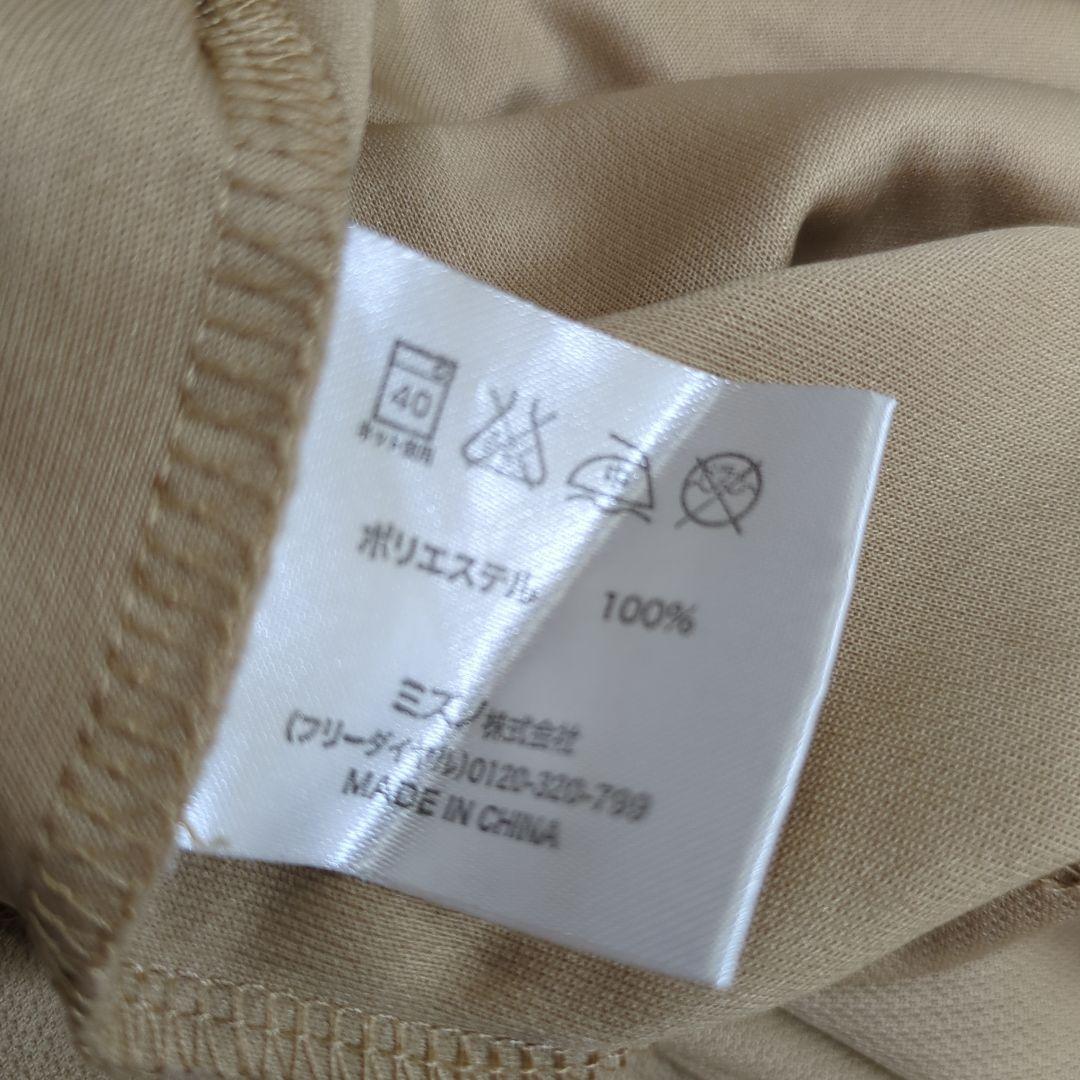 40
ネット使用
ポリエステル 100%
ミズノ株式会社
(フリーダイヤル)0120-320-799
MADE IN CHINA